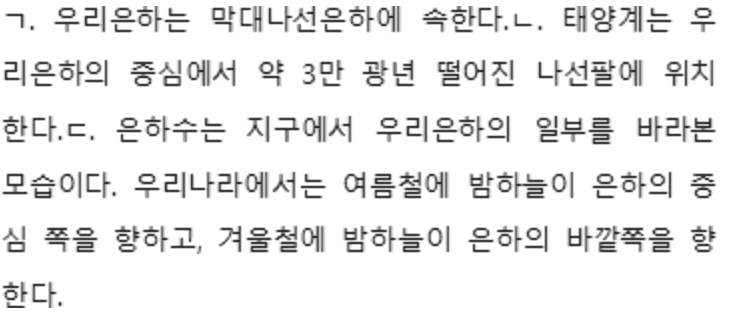 ㄱ. 우리은하는 막대나선은하에 속한다.ㄴ. 태양계는 우
리은하의 중심에서 약 3만 광년 떨어진 나선팔에 위치
한다.ㄷ. 은하수는 지구에서 우리은하의 일부를 바라본
모습이다. 우리나라에서는 여름철에 밤하늘이 은하의 중
심 쪽을 향하고, 겨울철에 밤하늘이 은하의 바깥쪽을 향
한다.